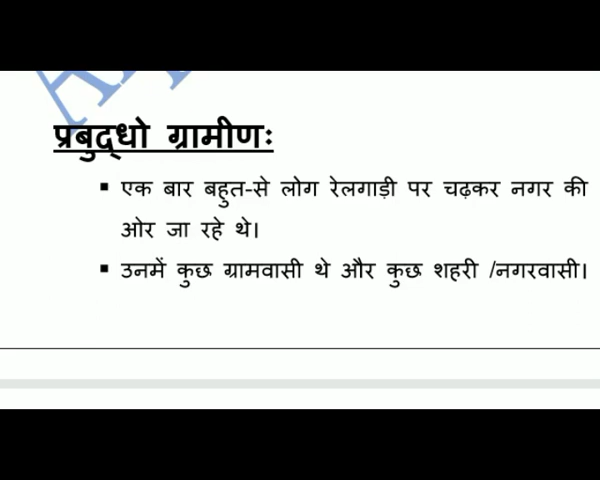 प्रबुद्धो ग्रामीणः
▪ एक बार बहुत-से लोग रेलगाड़ी पर चढ़कर नगर की
ओर जा रहे थे।
▪ उनमें कुछ ग्रामवासी थे और कुछ शहरी /नगरवासी।